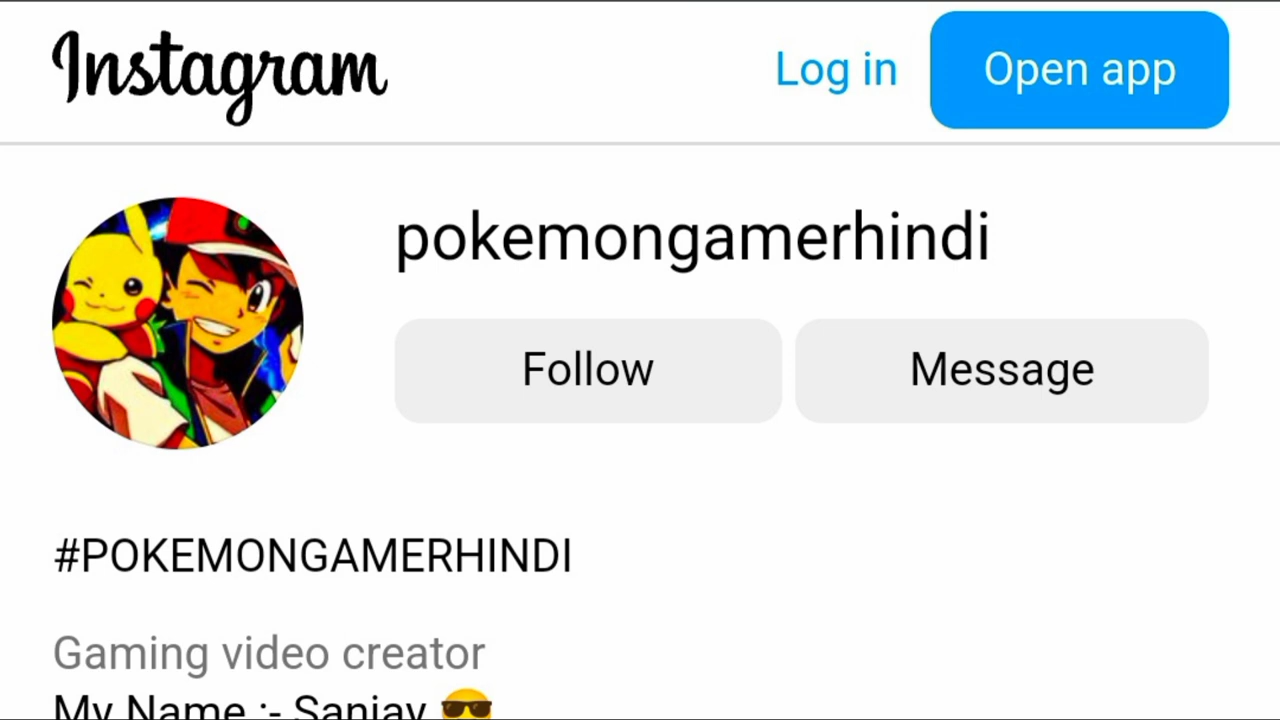 Instagram
Log in
Open app
pokemongamerhindi
Follow
Message
#POKEMONGAMERHINDI
Gaming video creator
My Name :- Sanjay 😎